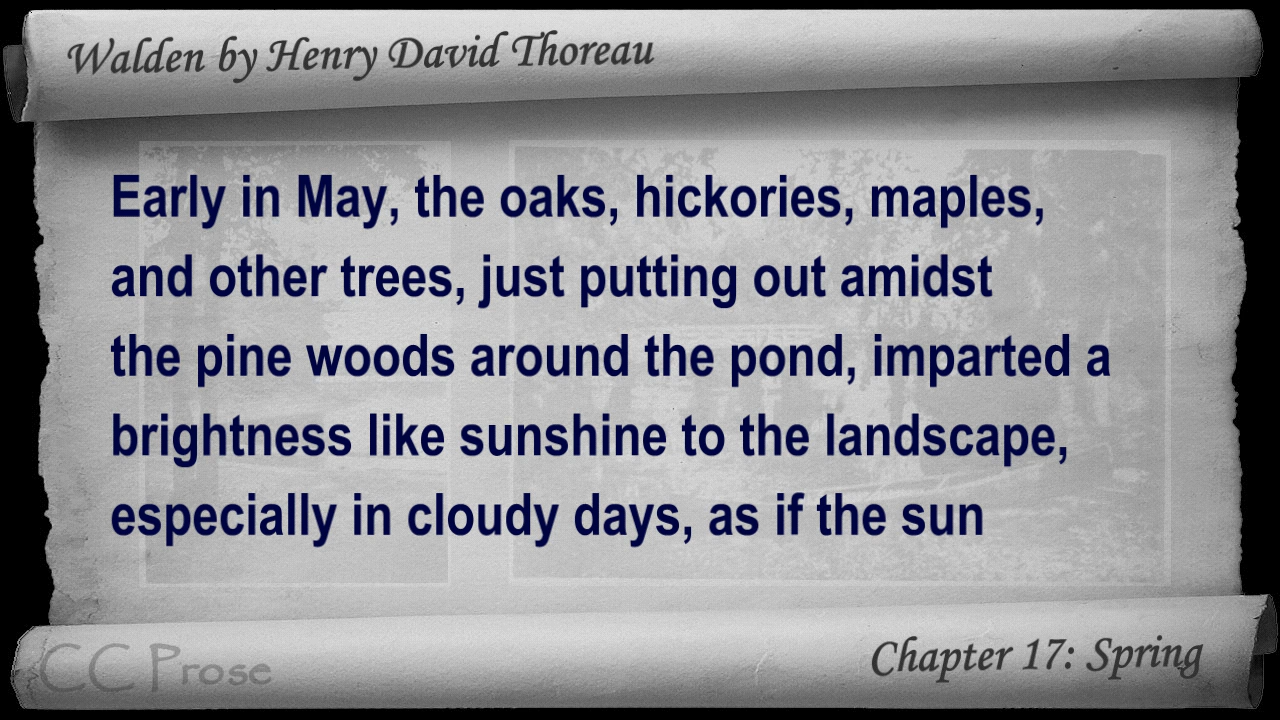 Walden by Henry David Thoreau
Early in May, the oaks, hickories, maples,
and other trees, just putting out amidst
the pine woods around the pond, imparted a
brightness like sunshine to the landscape,
especially in cloudy days, as if the sun
CC Prose
Chapter 17: Spring